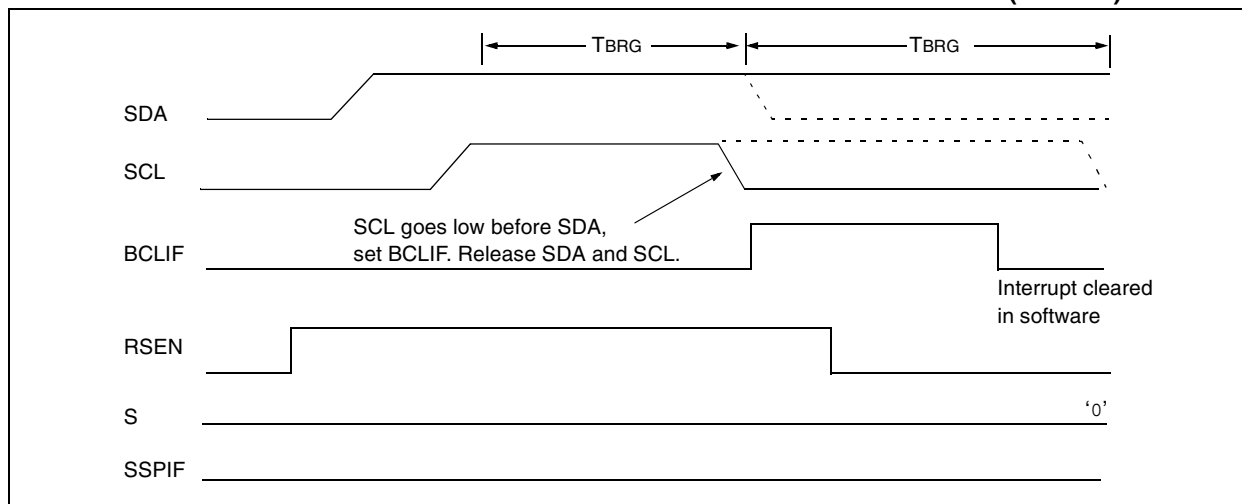 TBRG
TBRG
SDA
SCL
SCL goes low before SDA,
set BCLIF. Release SDA and SCL.
BCLIF
Interrupt cleared
in software
RSEN
S
‘0’
SSPIF